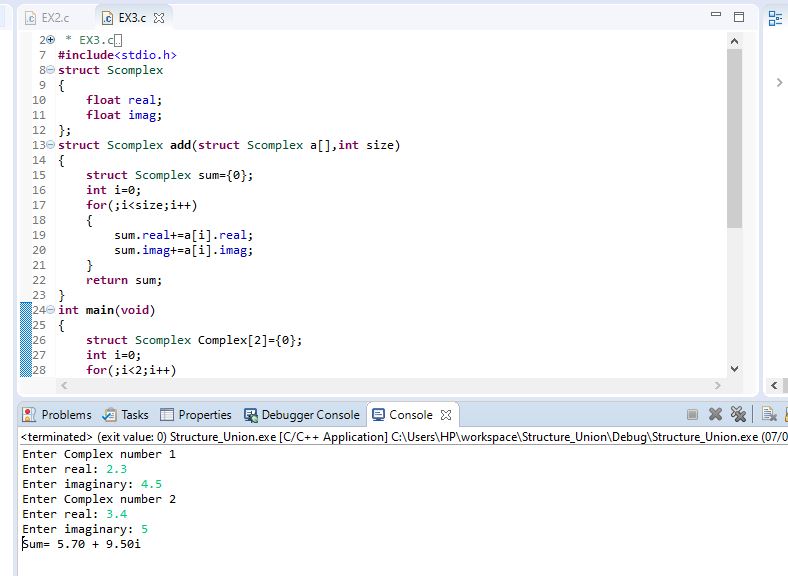 EX2.c EX3.c
2 * EX3.c
7 #include<stdio.h>
8 struct Scomplex
9 {
10 float real;
11 float imag;
12 };
13 struct Scomplex add(struct Scomplex a[],int size)
14 {
15 struct Scomplex sum={0};
16 int i=0;
17 for(;i<size;i++)
18 {
19 sum.real+=a[i].real;
20 sum.imag+=a[i].imag;
21 }
22 return sum;
23 }
24 int main(void)
25 {
26 struct Scomplex Complex[2]={0};
27 int i=0;
28 for(;i<2;i++)
Problems Tasks Properties Debugger Console Console
<terminated> (exit value: 0) Structure_Union.exe [C/C++ Application] C:\Users\HP\workspace\Structure_Union\Debug\Structure_Union.exe (07/0
Enter Complex number 1
Enter real: 2.3
Enter imaginary: 4.5
Enter Complex number 2
Enter real: 3.4
Enter imaginary: 5
Sum= 5.70 + 9.50i